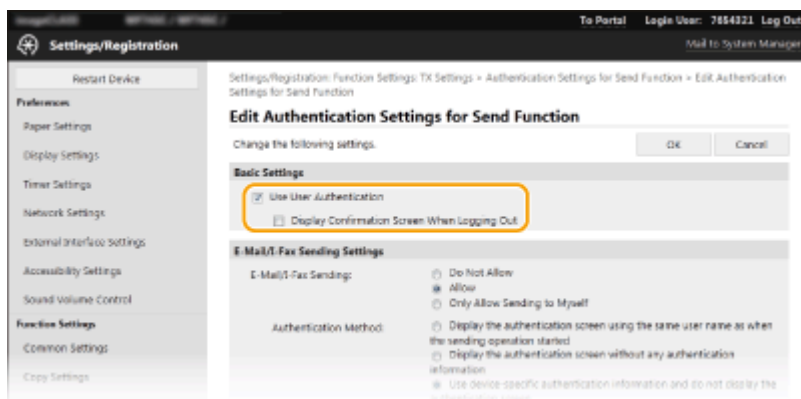 To Portal Login User: 7654321 Log Out
Settings/Registration
Mail to System Manager
Restart Device
Preferences
Paper Settings
Display Settings
Timer Settings
Network Settings
External Interface Settings
Accessibility Settings
Sound Volume Control
Function Settings
Common Settings
Copy Settings
Settings/Registration: Function Settings: TX Settings > Authentication Settings for Send Function > Edit Authentication
Settings for Send Function
Edit Authentication Settings for Send Function
Change the following settings.
OK
Cancel
Basic Settings
Use User Authentication
Display Confirmation Screen When Logging Out
E-Mail/I-Fax Sending Settings
E-Mail/I-Fax Sending:
Do Not Allow
Allow
Only Allow Sending to Myself
Authentication Method:
Display the authentication screen using the same user name as when
the sending operation started
Display the authentication screen without any authentication
information
Use device-specific authentication information and do not display the
authentication screen